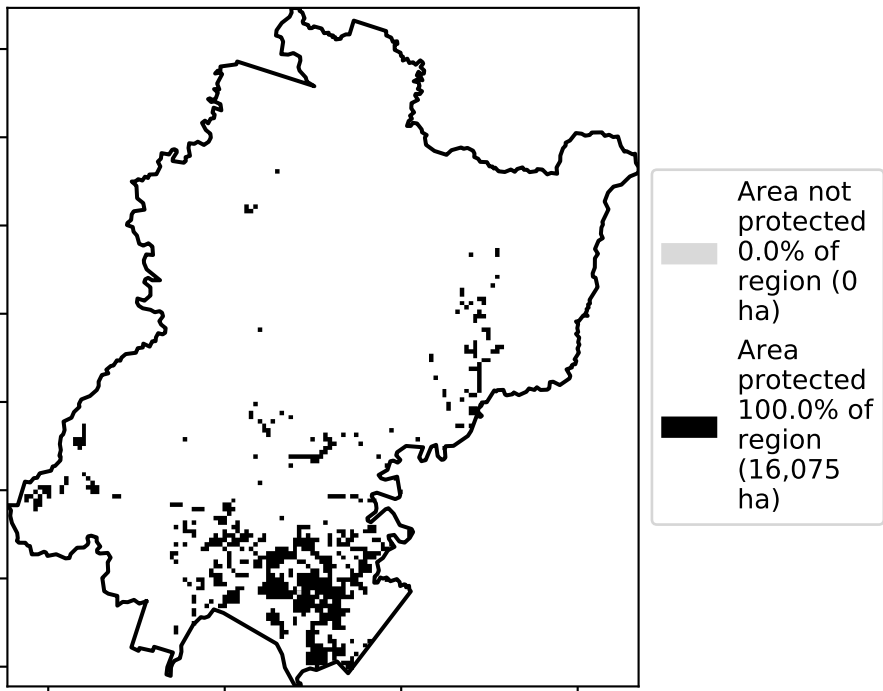 Area not
protected
0.0% of
region (0
ha)
Area
protected
100.0% of
region
(16,075
ha)